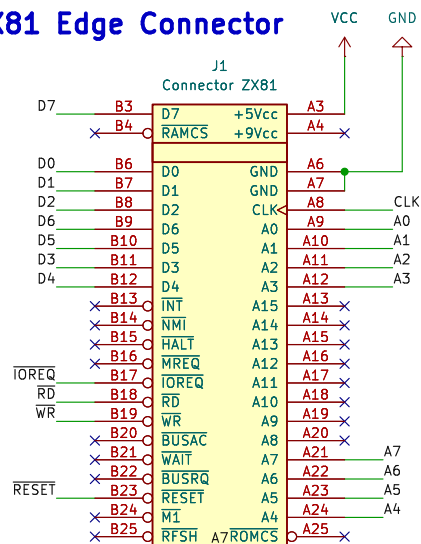 X81 Edge Connector
VCC GND
J1
Connector ZX81
D7 B3 D7 +5Vcc A3
B4 RAMCS +9Vcc A4
D0 B6 D0 GND A6
D1 B7 D1 GND A7
D2 B8 D2 CLK A8 CLK
D6 B9 D6 A0 A9 A0
D5 B10 D5 A1 A10 A1
D3 B11 D3 A2 A11 A2
D4 B12 D4 A3 A12 A3
B13 INT A15 A13
B14 NMI A14 A14
B15 HALT A13 A15
B16 MREQ A12 A16
IOREQ B17 IOREQ A11 A17
RD B18 RD A10 A18
WR B19 WR A9 A19
B20 BUSAC A8 A20
B21 WAIT A7 A21 A7
B22 BUSRQ A6 A22 A6
RESET B23 RESET A5 A23 A5
B24 M1 A4 A24 A4
B25 RFSH A7ROMCS A25